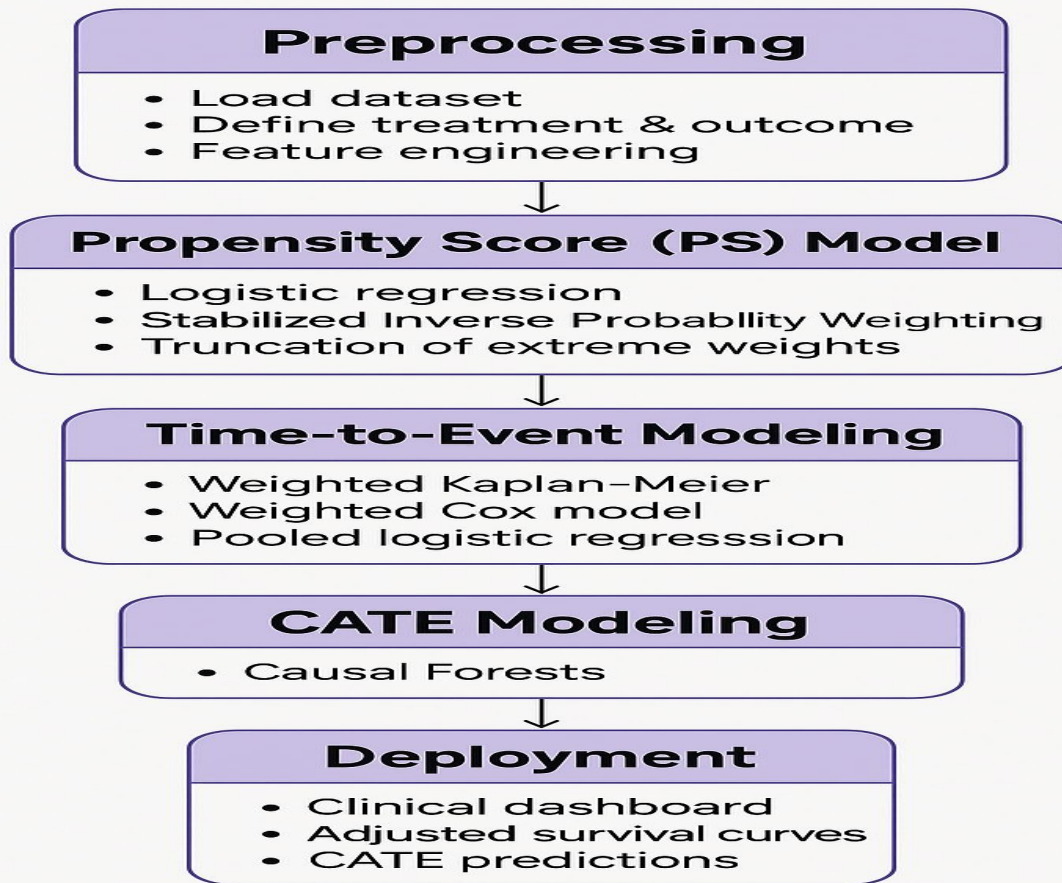 Preprocessing
• Load dataset
• Define treatment & outcome
• Feature engineering
Propensity Score (PS) Model
• Logistic regression
• Stabilized Inverse Probabllity Weighting
• Truncation of extreme weights
Time-to-Event Modeling
• Weighted Kaplan–Meier
• Weighted Cox model
• Pooled logistic regresssion
CATE Modeling
• Causal Forests
Deployment
• Clinical dashboard
• Adjusted survival curves
• CATE predictions